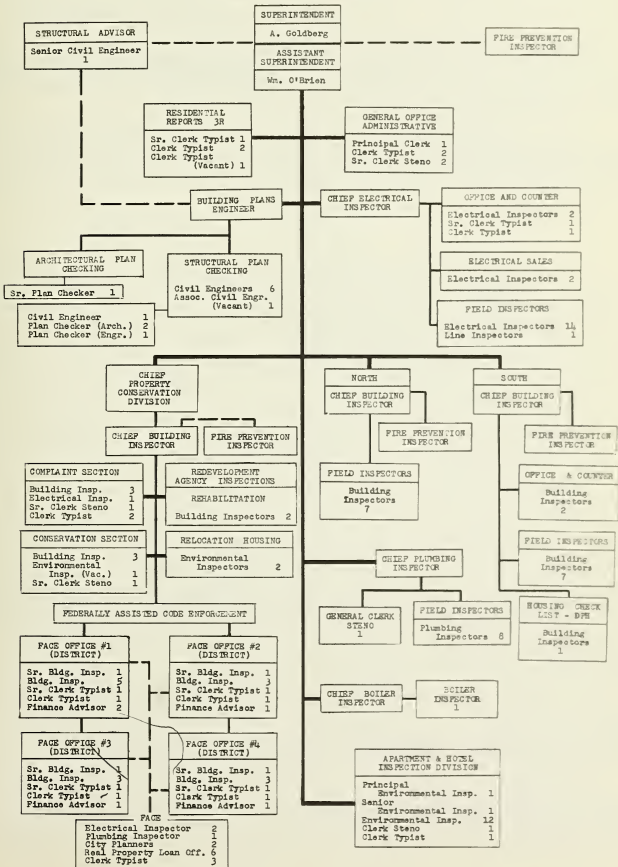 SUPERINTENDENT
A. Goldberg
ASSISTANT
SUPERINTENDENT
Wm. O'Brien
STRUCTURAL ADVISOR
Senior Civil Engineer
1
FIRE PREVENTION
INSPECTOR
RESIDENTIAL
REPORTS 3R
Sr. Clerk Typist 1
Clerk Typist 2
Clerk Typist
(Vacant) 1
GENERAL OFFICE
ADMINISTRATIVE
Principal Clerk 1
Clerk Typist 2
Sr. Clerk Steno 2
BUILDING PLANS
ENGINEER
CHIEF ELECTRICAL
INSPECTOR
OFFICE AND COUNTER
Electrical Inspectors 2
Sr. Clerk Typist 1
Clerk Typist 1
ARCHITECTURAL PLAN
CHECKING
Sr. Plan Checker 1
Civil Engineer 1
Plan Checker (Arch.) 2
Plan Checker (Engr.) 1
STRUCTURAL PLAN
CHECKING
Civil Engineers 6
Assoc. Civil Engr.
(Vacant) 1
ELECTRICAL SALES
Electrical Inspectors 2
FIELD INSPECTORS
Electrical Inspectors 14
Line Inspectors 1
CHIEF
PROPERTY
CONSERVATION
DIVISION
NORTH
CHIEF BUILDING
INSPECTOR
SOUTH
CHIEF BUILDING
INSPECTOR
CHIEF BUILDING
INSPECTOR
FIRE PREVENTION
INSPECTOR
FIRE PREVENTION
INSPECTOR
FIRE PREVENTION
INSPECTOR
COMPLAINT SECTION
Building Insp. 3
Electrical Insp. 1
Sr. Clerk Steno 1
Clerk Typist 2
REDEVELOPMENT
AGENCY INSPECTIONS
REHABILITATION
Building Inspectors 2
FIELD INSPECTORS
Building
Inspectors
7
OFFICE & COUNTER
Building
Inspectors
2
CONSERVATION SECTION
Building Insp. 3
Environmental
Insp. (Vac.) 1
Sr. Clerk Steno 1
RELOCATION HOUSING
Environmental
Inspectors 2
FIELD INSPECTORS
Building
Inspectors
7
CHIEF PLUMBING
INSPECTOR
GENERAL CLERK
STENO
1
FIELD INSPECTORS
Plumbing
Inspectors 8
HOUSING CHECK
LIST - DPH
Building
Inspectors
1
FEDERALLY ASSISTED CODE ENFORCEMENT
FACE OFFICE #1
(DISTRICT)
Sr. Bldg. Insp. 1
Bldg. Insp. 5
Sr. Clerk Typist 1
Clerk Typist 1
Finance Advisor 2
FACE OFFICE #2
(DISTRICT)
Sr. Bldg. Insp. 1
Bldg. Insp. 3
Sr. Clerk Typist 1
Clerk Typist 1
Finance Advisor 1
CHIEF BOILER
INSPECTOR
BOILER
INSPECTOR
1
FACE OFFICE #3
(DISTRICT)
Sr. Bldg. Insp. 1
Bldg. Insp. 3
Sr. Clerk Typist 1
Clerk Typist 1
Finance Advisor 1
FACE OFFICE #4
(DISTRICT)
Sr. Bldg. Insp. 1
Bldg. Insp. 3
Sr. Clerk Typist 1
Clerk Typist 1
Finance Advisor 1
APARTMENT & HOTEL
INSPECTION DIVISION
Principal
Environmental Insp. 1
Senior
Environmental Insp. 1
Environmental Insp. 12
Clerk Steno 1
Clerk Typist 1
FACE
Electrical Inspector 2
Plumbing Inspector 1
City Planners 2
Real Property Loan Off. 6
Clerk Typist 3